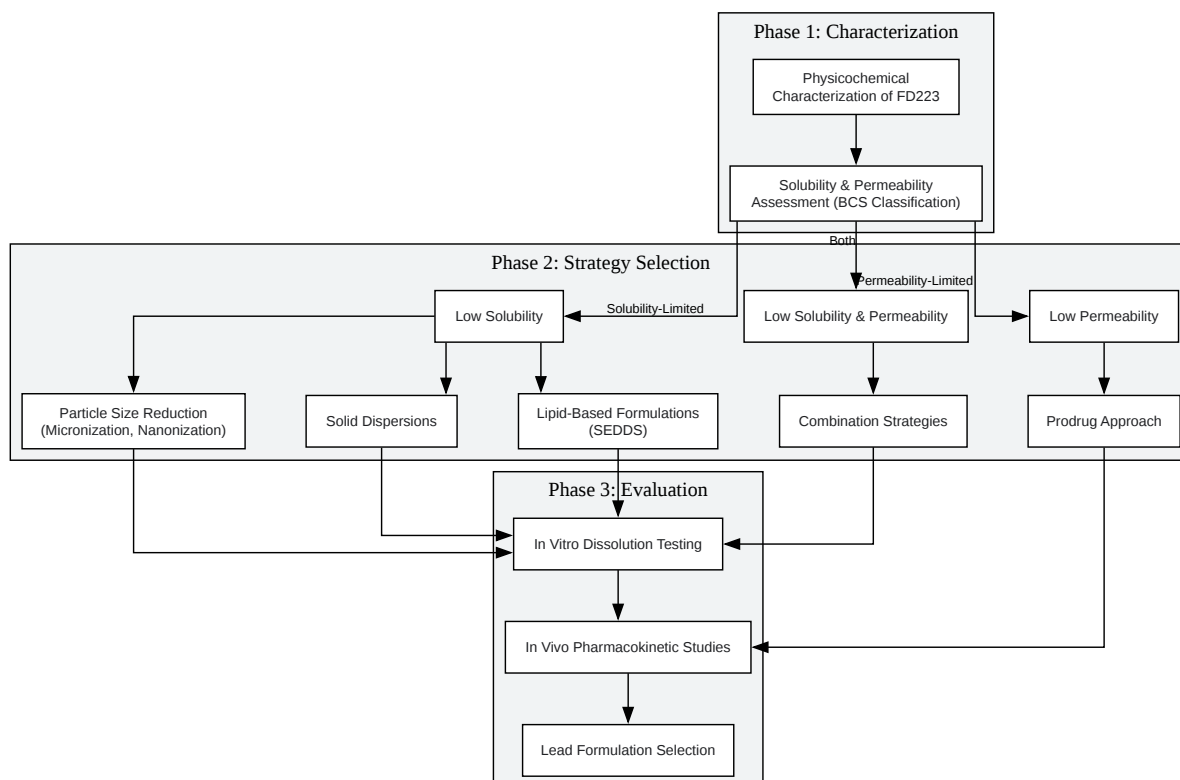 Phase 1: Characterization
Physicochemical
Characterization of FD223
Solubility & Permeability
Assessment (BCS Classification)
Both
Phase 2: Strategy Selection
Permeability-Limited
Solubility-Limited
Low Solubility
Low Solubility & Permeability
Low Permeability
Particle Size Reduction
(Micronization, Nanonization)
Solid Dispersions
Lipid-Based Formulations
(SEDDS)
Combination Strategies
Prodrug Approach
Phase 3: Evaluation
In Vitro Dissolution Testing
In Vivo Pharmacokinetic Studies
Lead Formulation Selection